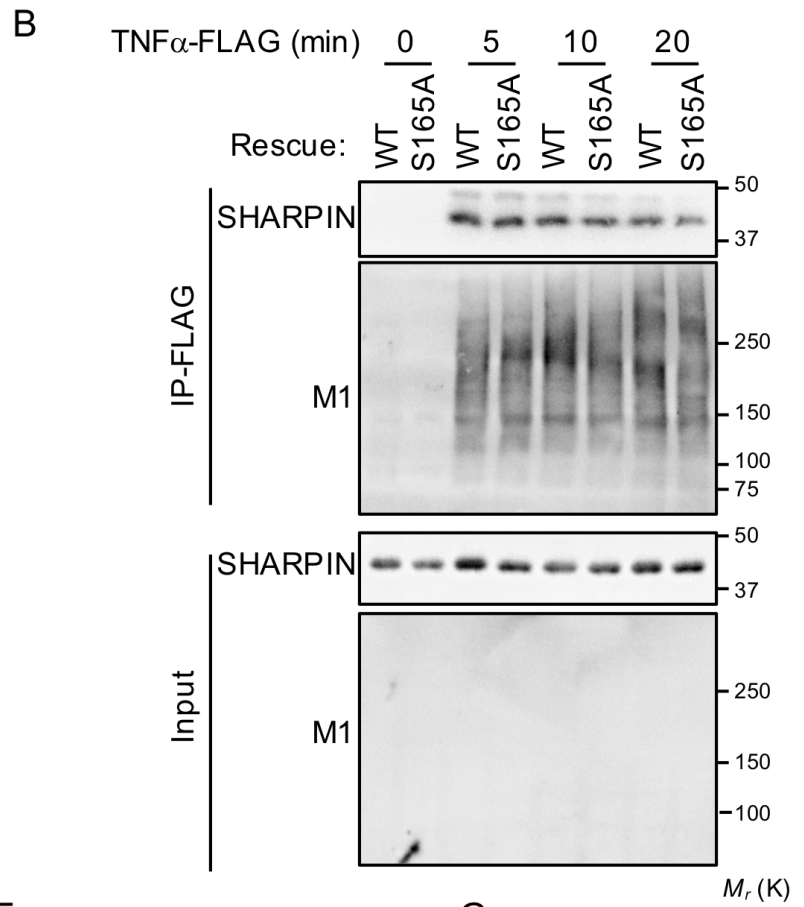 B
TNFα-FLAG (min) 0 5 10 20
Rescue: WT S165A WT S165A WT S165A WT S165A
IP-FLAG
SHARPIN
50
37
M1
250
150
100
75
Input
SHARPIN
50
37
M1
250
150
100
Mr (K)